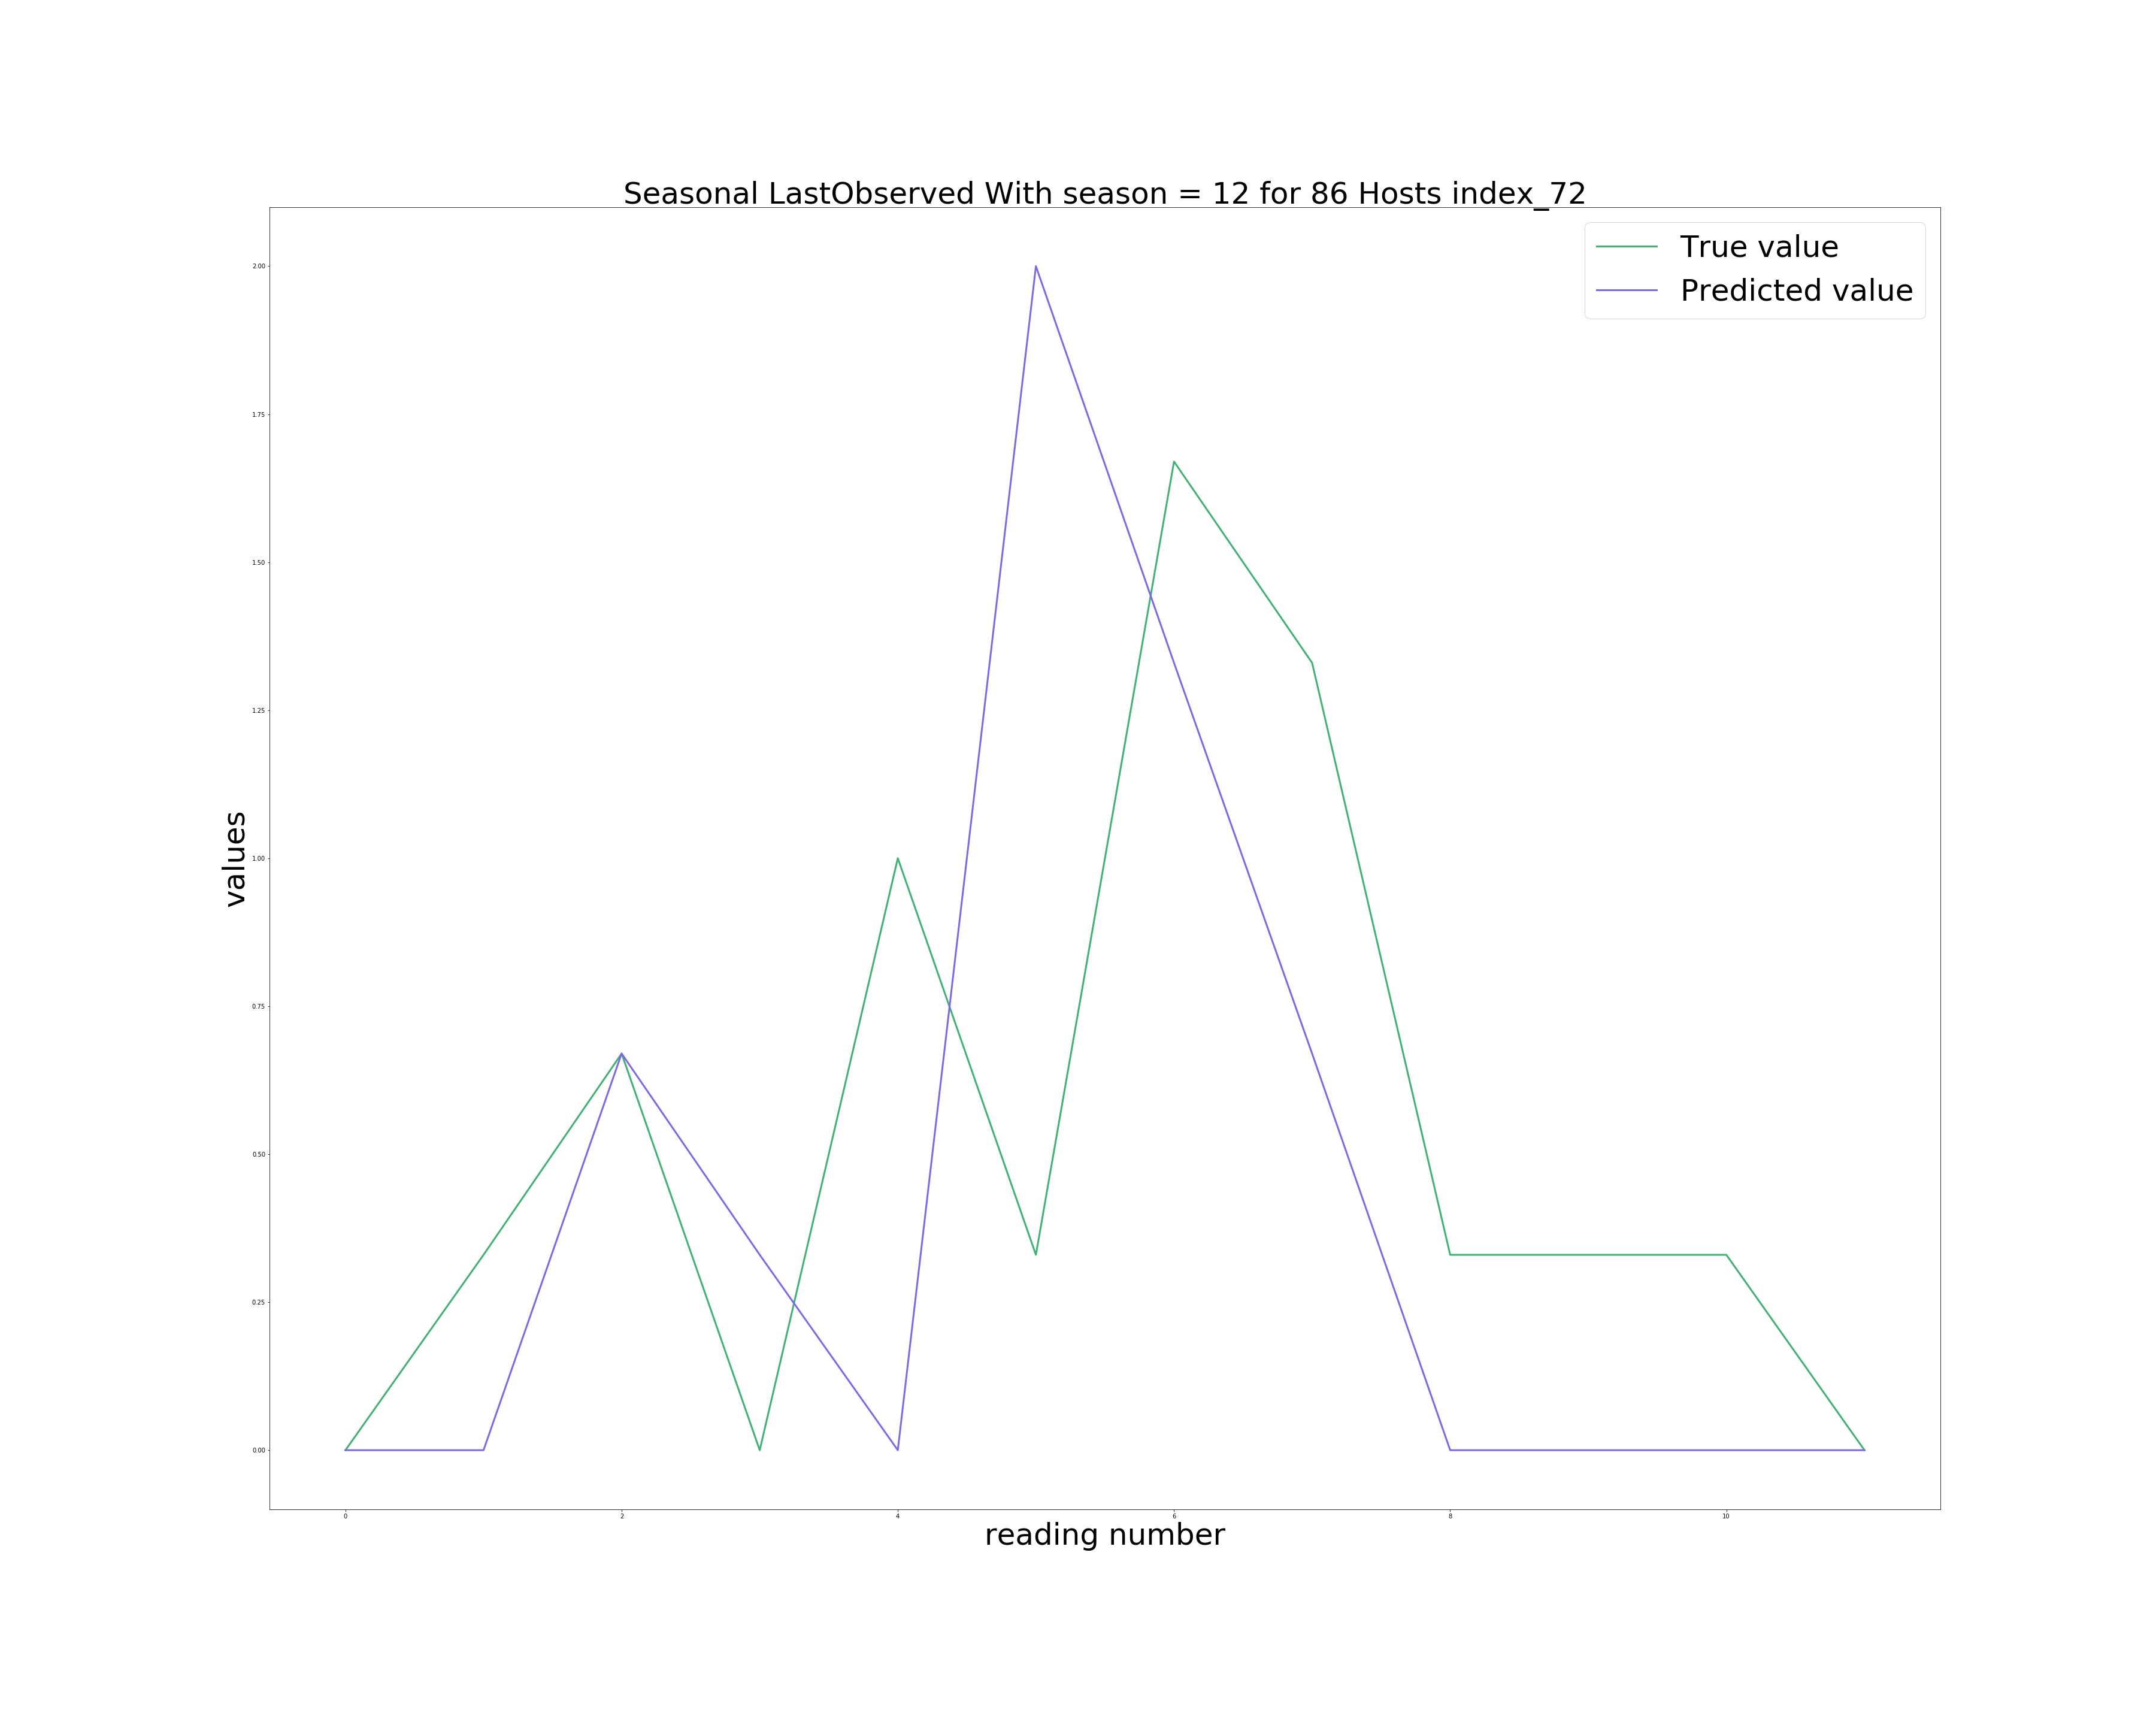 Seasonal LastObserved With season = 12 for 86 Hosts index_72
True value
Predicted value
values
2.00
1.75
1.50
1.25
1.00
0.75
0.50
0.25
0.00
0 2 4 6 8 10
reading number